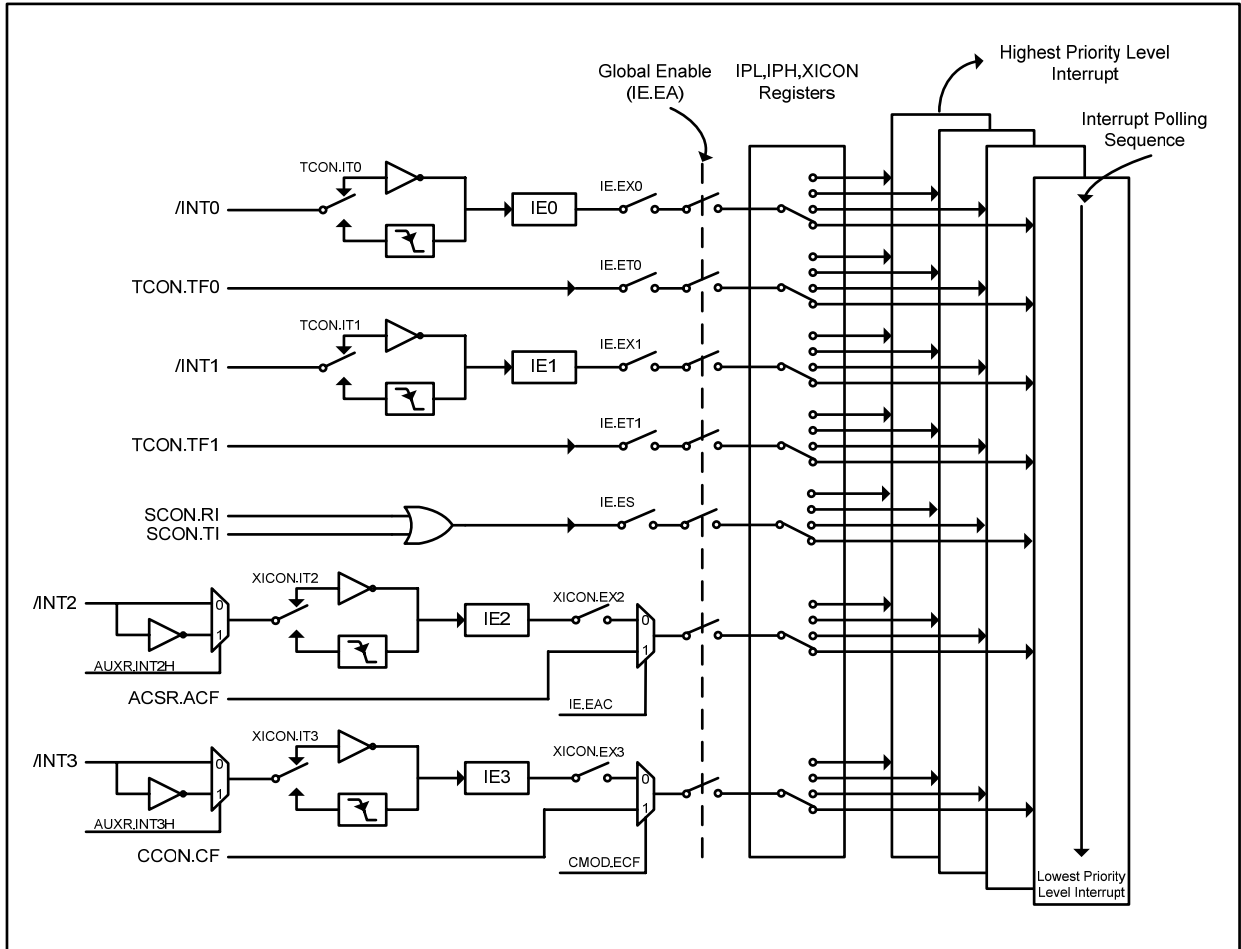 Highest Priority Level
Interrupt
Global Enable
(IE.EA)
IPL,IPH,XICON
Registers
Interrupt Polling
Sequence
TCON.IT0
/INT0
IE0
IE.EX0
TCON.TF0
IE.ET0
TCON.IT1
/INT1
IE1
IE.EX1
TCON.TF1
IE.ET1
SCON.RI
SCON.TI
IE.ES
/INT2
0
1
AUXR.INT2H
XICON.IT2
IE2
XICON.EX2
0
1
ACSR.ACF
IE.EAC
/INT3
0
1
AUXR.INT3H
XICON.IT3
IE3
XICON.EX3
0
1
CCON.CF
CMOD.ECF
Lowest Priority
Level Interrupt